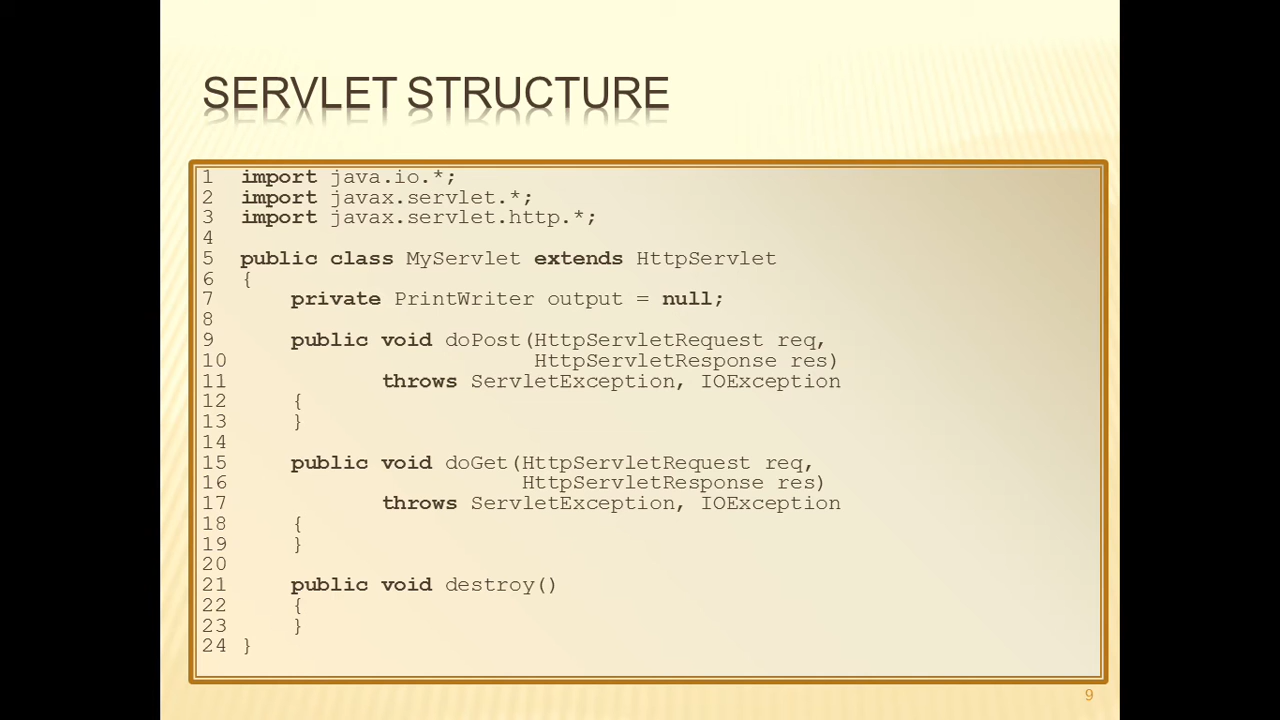 SERVLET STRUCTURE
1 import java.io.*;
2 import javax.servlet.*;
3 import javax.servlet.http.*;
4
5 public class MyServlet extends HttpServlet
6 {
7     private PrintWriter output = null;
8
9     public void doPost(HttpServletRequest req,
10                        HttpServletResponse res)
11            throws ServletException, IOException
12    {
13    }
14
15    public void doGet(HttpServletRequest req,
16                       HttpServletResponse res)
17            throws ServletException, IOException
18    {
19    }
20
21    public void destroy()
22    {
23    }
24 }
9